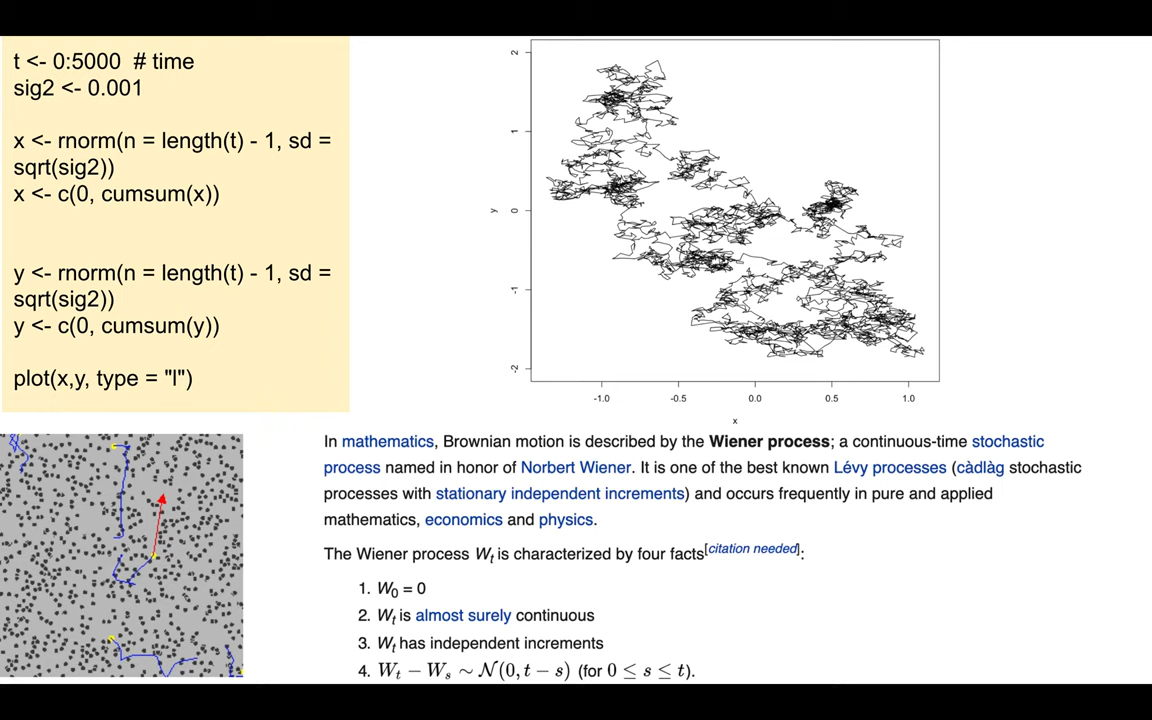 t <- 0:5000  # time
sig2 <- 0.001
x <- rnorm(n = length(t) - 1, sd =
sqrt(sig2))
x <- c(0, cumsum(x))
y <- rnorm(n = length(t) - 1, sd =
sqrt(sig2))
y <- c(0, cumsum(y))
plot(x,y, type = "l")
2
1
0
-1
-2
y
-1.0 -0.5 0.0 0.5 1.0
x
In mathematics, Brownian motion is described by the Wiener process; a continuous-time stochastic
process named in honor of Norbert Wiener. It is one of the best known Lévy processes (càdlàg stochastic
processes with stationary independent increments) and occurs frequently in pure and applied
mathematics, economics and physics.
The Wiener process Wₜ is characterized by four facts[citation needed]:
1. W₀ = 0
2. Wₜ is almost surely continuous
3. Wₜ has independent increments
4. Wₜ − Wₛ ∼ 𝒩(0, t − s) (for 0 ≤ s ≤ t).